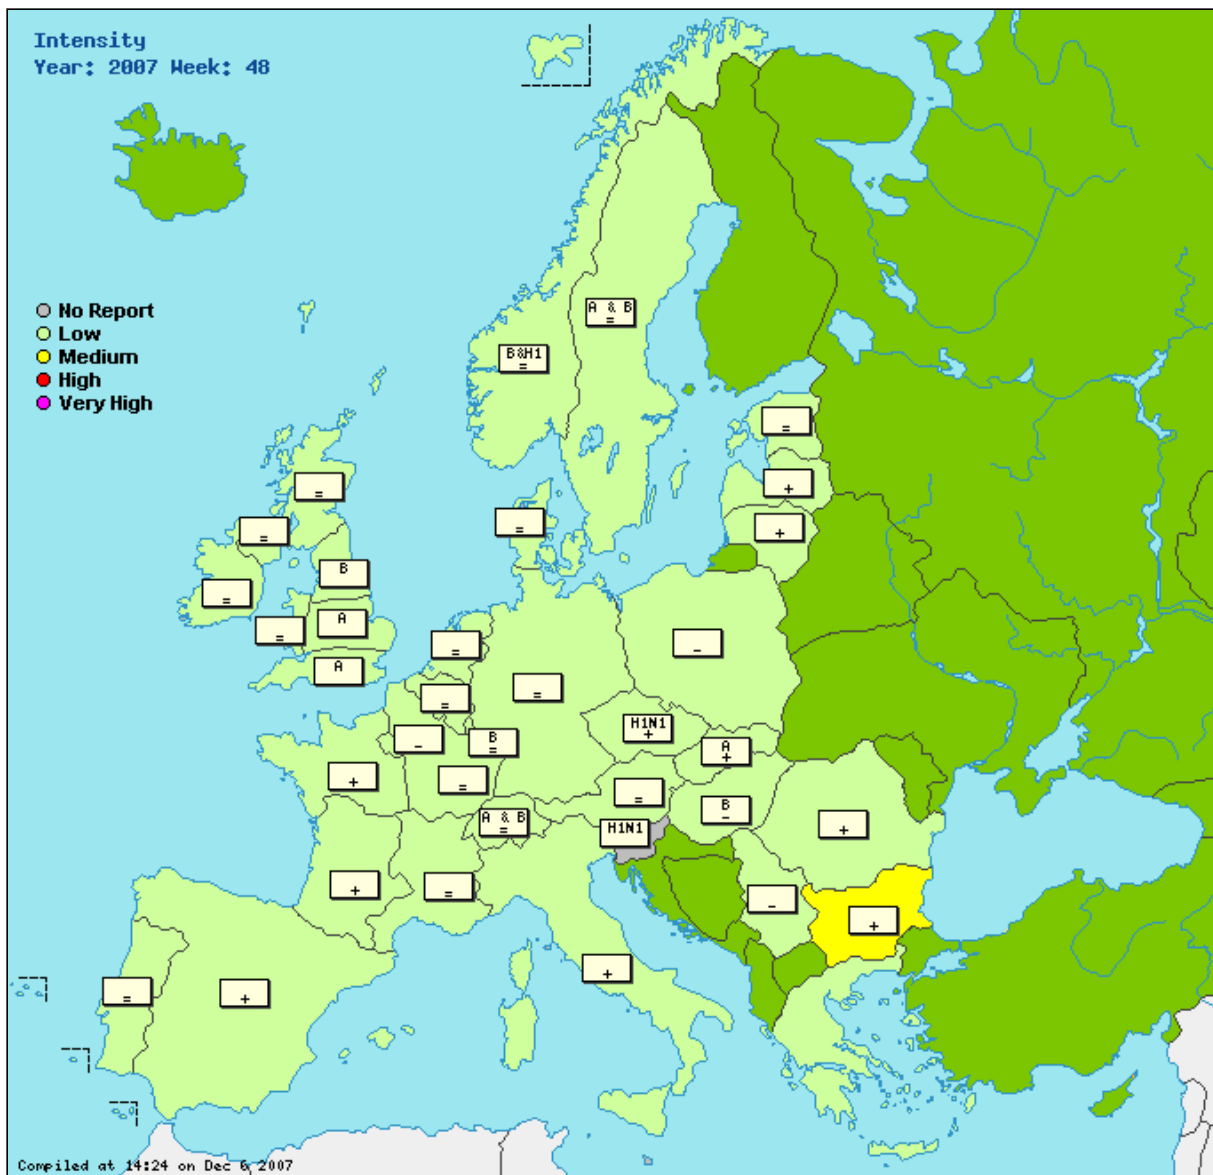 Intensity
Year: 2007 Week: 48
No Report
Low
Medium
High
Very High
A & B
=
B&H1
=
=
=
+
=
+
=
B
=
A
=
=
-
A
=
=
H1N1
+
-
B
=
A
+
+
=
=
B
-
A & B
=
H1N1
+
+
=
-
+
+
=
+
Compiled at 14:24 on Dec 6 2007